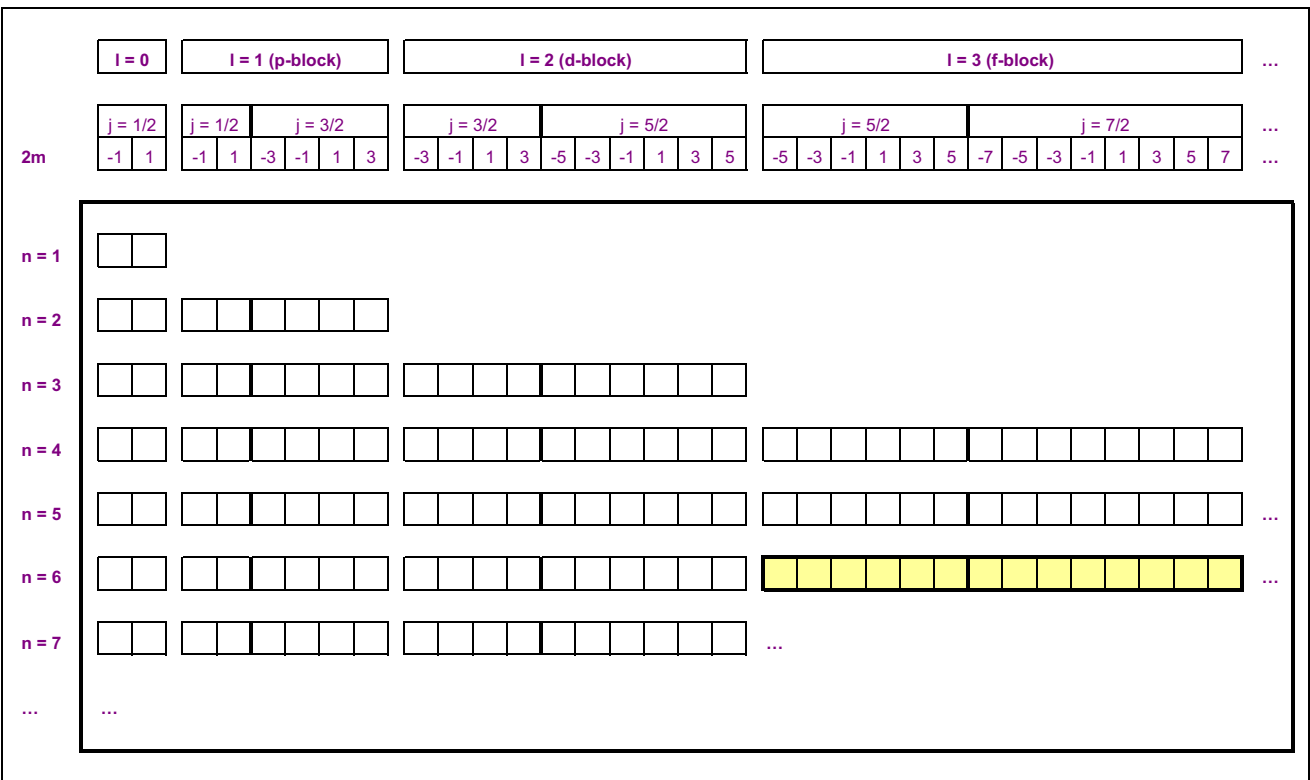 l = 0 l = 1 (p-block) l = 2 (d-block) l = 3 (f-block) ...
j = 1/2 j = 1/2 j = 3/2 j = 3/2 j = 5/2 j = 5/2 j = 7/2 ...
2m -1 1 -1 1 -3 -1 1 3 -3 -1 1 3 -5 -3 -1 1 3 5 -5 -3 -1 1 3 5 -7 -5 -3 -1 1 3 5 7 ...
n = 1
n = 2
n = 3
n = 4
n = 5 ...
n = 6 ...
n = 7 ...
... ...